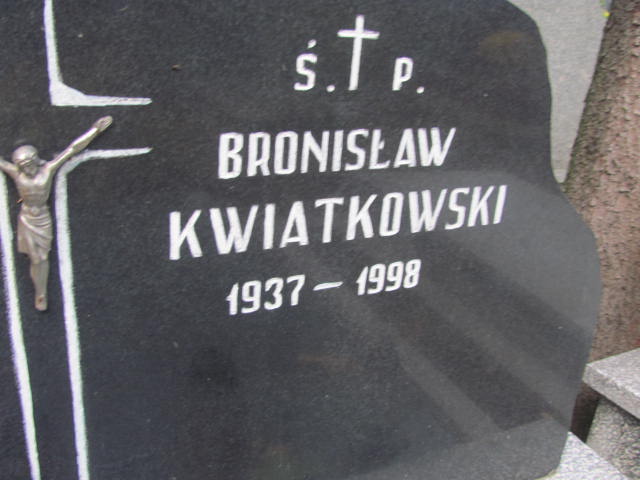 Ś. † P.
BRONISŁAW
KWIATKOWSKI
1937 - 1998